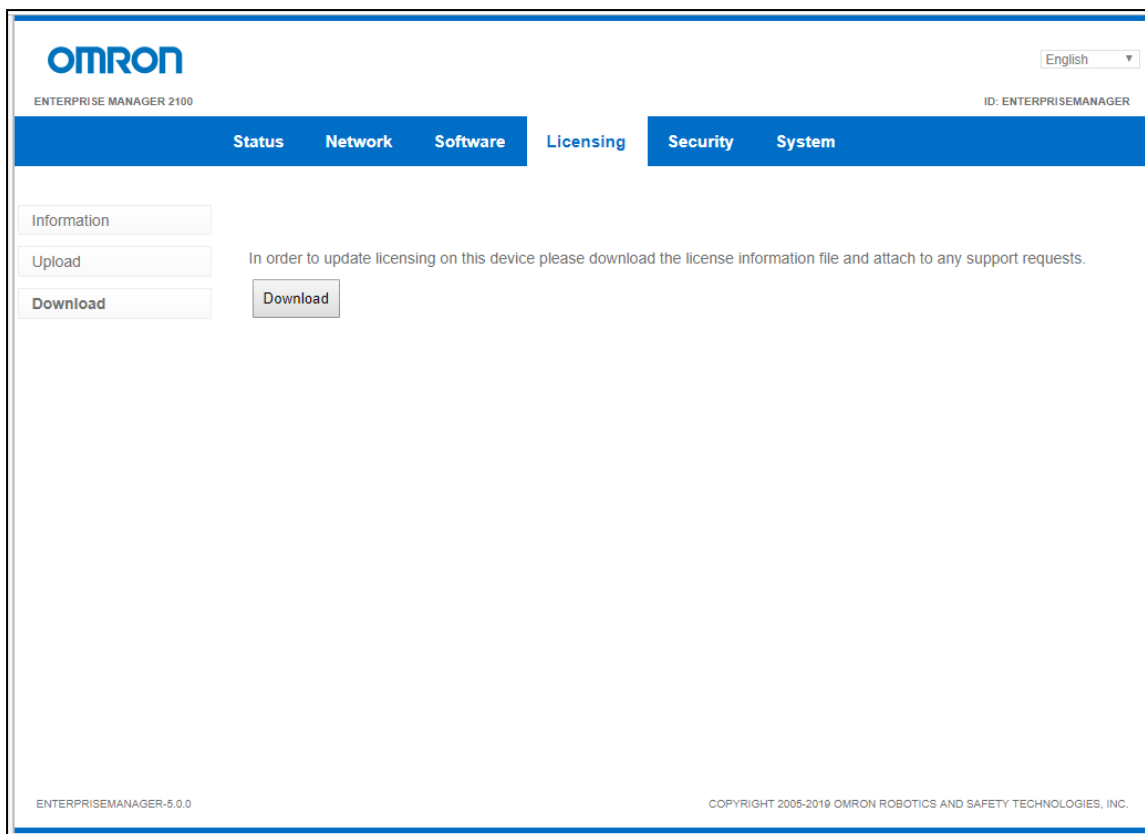 OMRON
English
ENTERPRISE MANAGER 2100
ID: ENTERPRISEMANAGER
Status Network Software Licensing Security System
Information
Upload
Download
In order to update licensing on this device please download the license information file and attach to any support requests.
Download
ENTERPRISEMANAGER-5.0.0
COPYRIGHT 2005-2019 OMRON ROBOTICS AND SAFETY TECHNOLOGIES, INC.